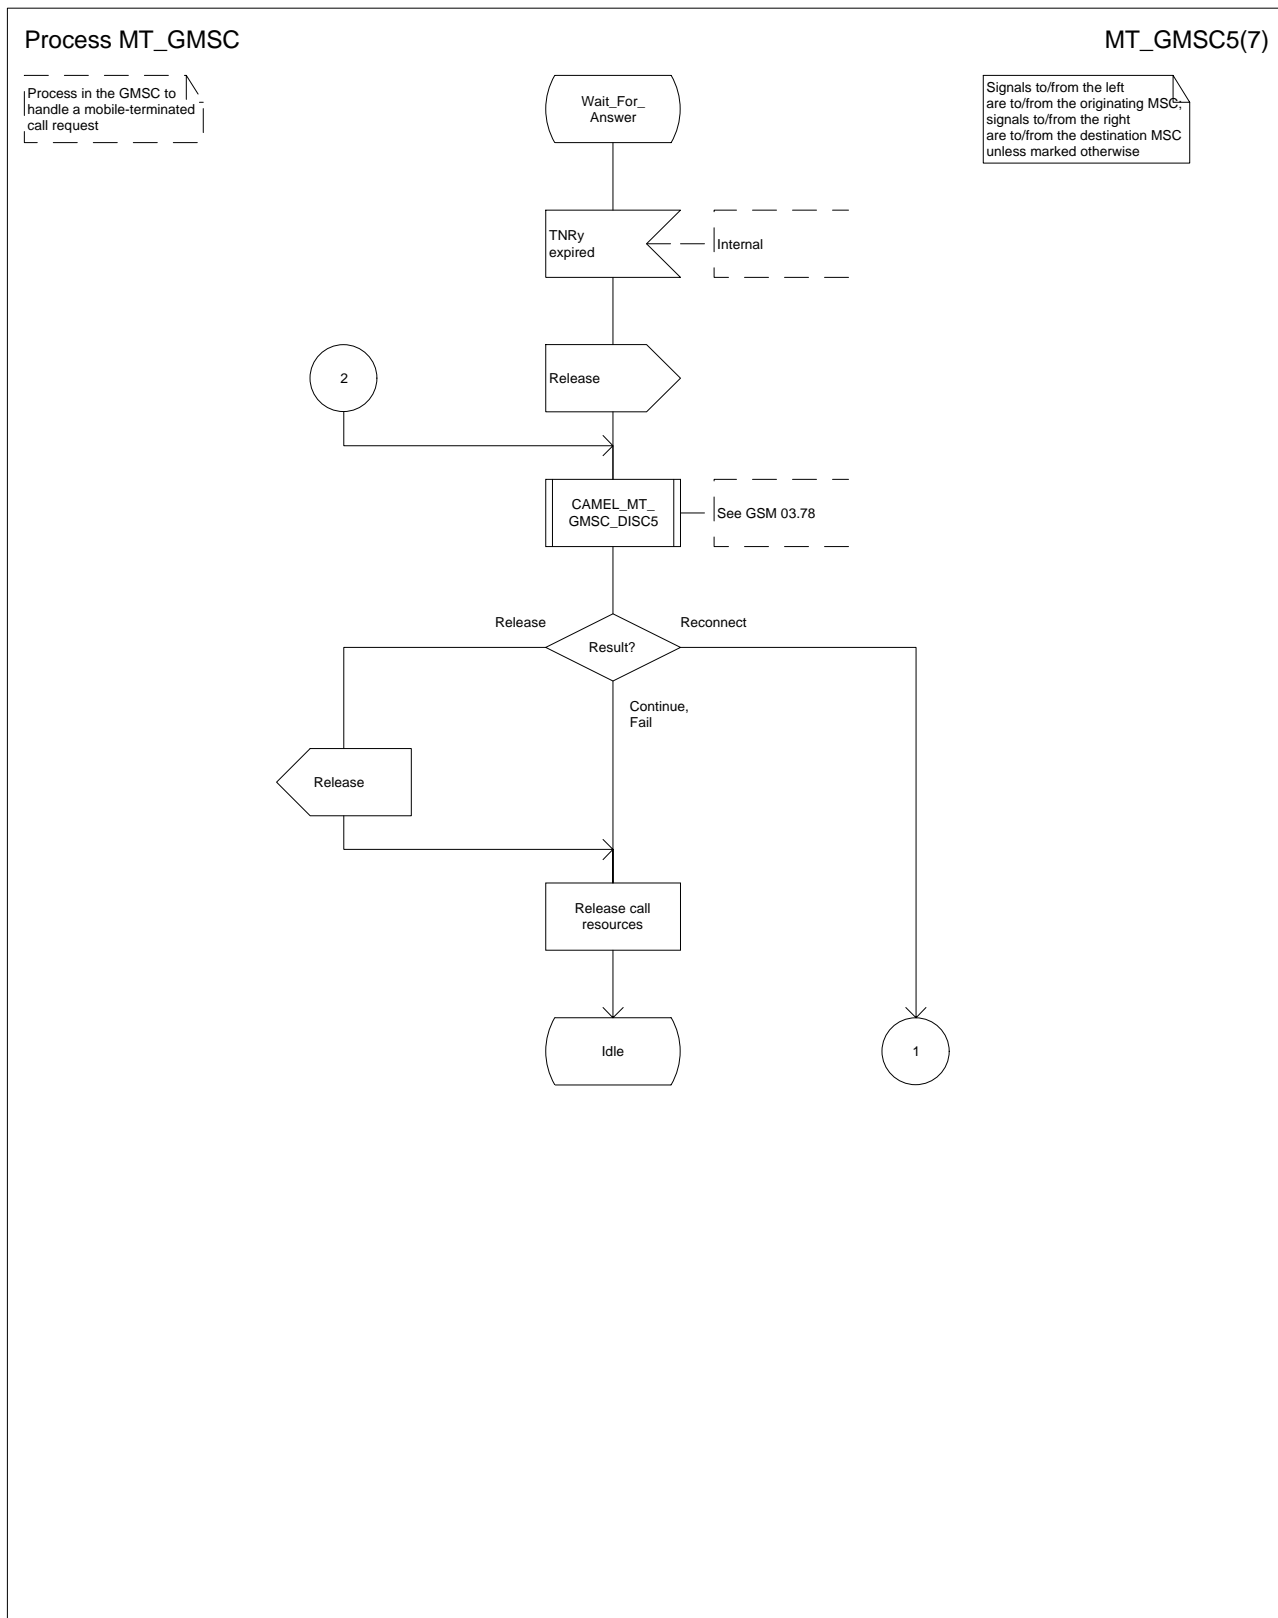 Process MT_GMSC
MT_GMSC5(7)
Process in the GMSC to
handle a mobile-terminated
call request
Signals to/from the left
are to/from the originating MSC;
signals to/from the right
are to/from the destination MSC
unless marked otherwise
Wait_For_
Answer
TNRy
expired
Internal
2
Release
CAMEL_MT_
GMSC_DISC5
See GSM 03.78
Release
Reconnect
Result?
Continue,
Fail
Release
Release call
resources
Idle
1